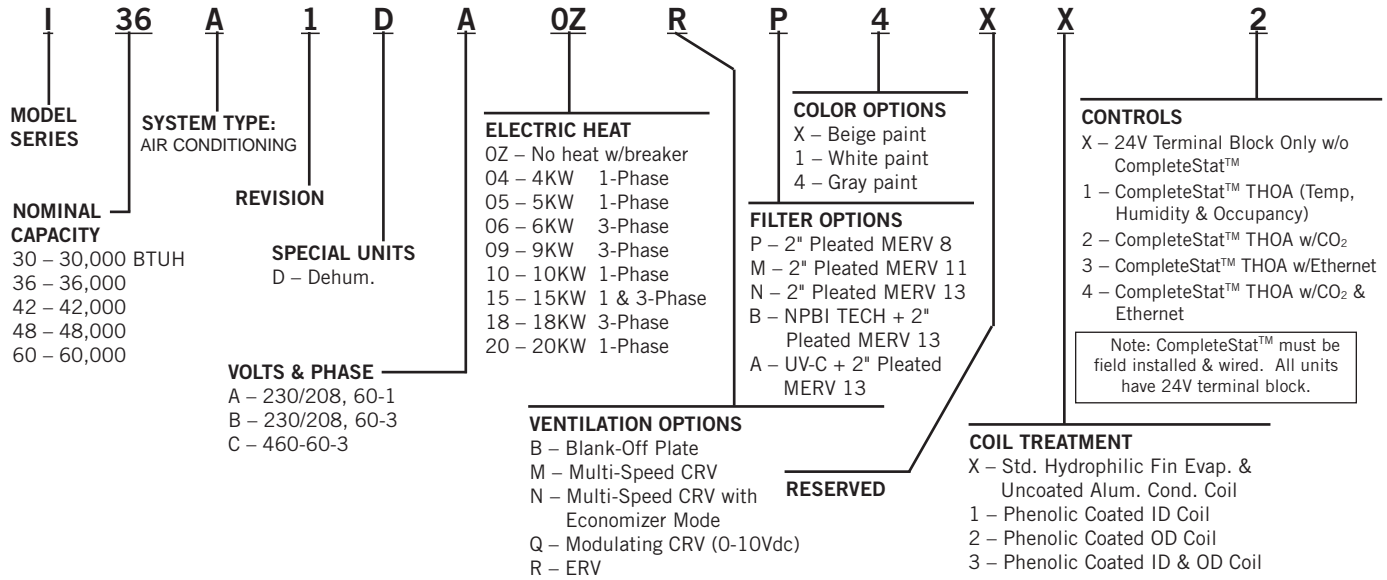 I 36 A 1 D A 0Z R P 4 X X 2
MODEL
SERIES
SYSTEM TYPE:
AIR CONDITIONING
NOMINAL
CAPACITY
30 – 30,000 BTUH
36 – 36,000
42 – 42,000
48 – 48,000
60 – 60,000
REVISION
SPECIAL UNITS
D – Dehum.
VOLTS & PHASE
A – 230/208, 60-1
B – 230/208, 60-3
C – 460-60-3
ELECTRIC HEAT
0Z – No heat w/breaker
04 – 4KW 1-Phase
05 – 5KW 1-Phase
06 – 6KW 3-Phase
09 – 9KW 3-Phase
10 – 10KW 1-Phase
15 – 15KW 1 & 3-Phase
18 – 18KW 3-Phase
20 – 20KW 1-Phase
VENTILATION OPTIONS
B – Blank-Off Plate
M – Multi-Speed CRV
N – Multi-Speed CRV with
Economizer Mode
Q – Modulating CRV (0-10Vdc)
R – ERV
COLOR OPTIONS
X – Beige paint
1 – White paint
4 – Gray paint
FILTER OPTIONS
P – 2" Pleated MERV 8
M – 2" Pleated MERV 11
N – 2" Pleated MERV 13
B – NPBI TECH + 2"
Pleated MERV 13
A – UV-C + 2" Pleated
MERV 13
RESERVED
CONTROLS
X – 24V Terminal Block Only w/o
CompleteStat™
1 – CompleteStat™ THOA (Temp,
Humidity & Occupancy)
2 – CompleteStat™ THOA w/CO₂
3 – CompleteStat™ THOA w/Ethernet
4 – CompleteStat™ THOA w/CO₂ &
Ethernet
Note: CompleteStat™ must be
field installed & wired. All units
have 24V terminal block.
COIL TREATMENT
X – Std. Hydrophilic Fin Evap. &
Uncoated Alum. Cond. Coil
1 – Phenolic Coated ID Coil
2 – Phenolic Coated OD Coil
3 – Phenolic Coated ID & OD Coil